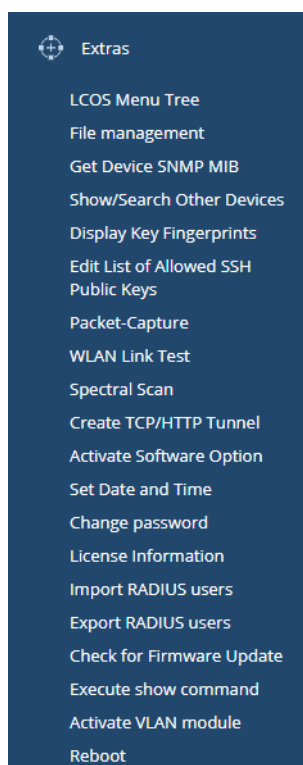 Extras
LCOS Menu Tree
File management
Get Device SNMP MIB
Show/Search Other Devices
Display Key Fingerprints
Edit List of Allowed SSH
Public Keys
Packet-Capture
WLAN Link Test
Spectral Scan
Create TCP/HTTP Tunnel
Activate Software Option
Set Date and Time
Change password
License Information
Import RADIUS users
Export RADIUS users
Check for Firmware Update
Execute show command
Activate VLAN module
Reboot